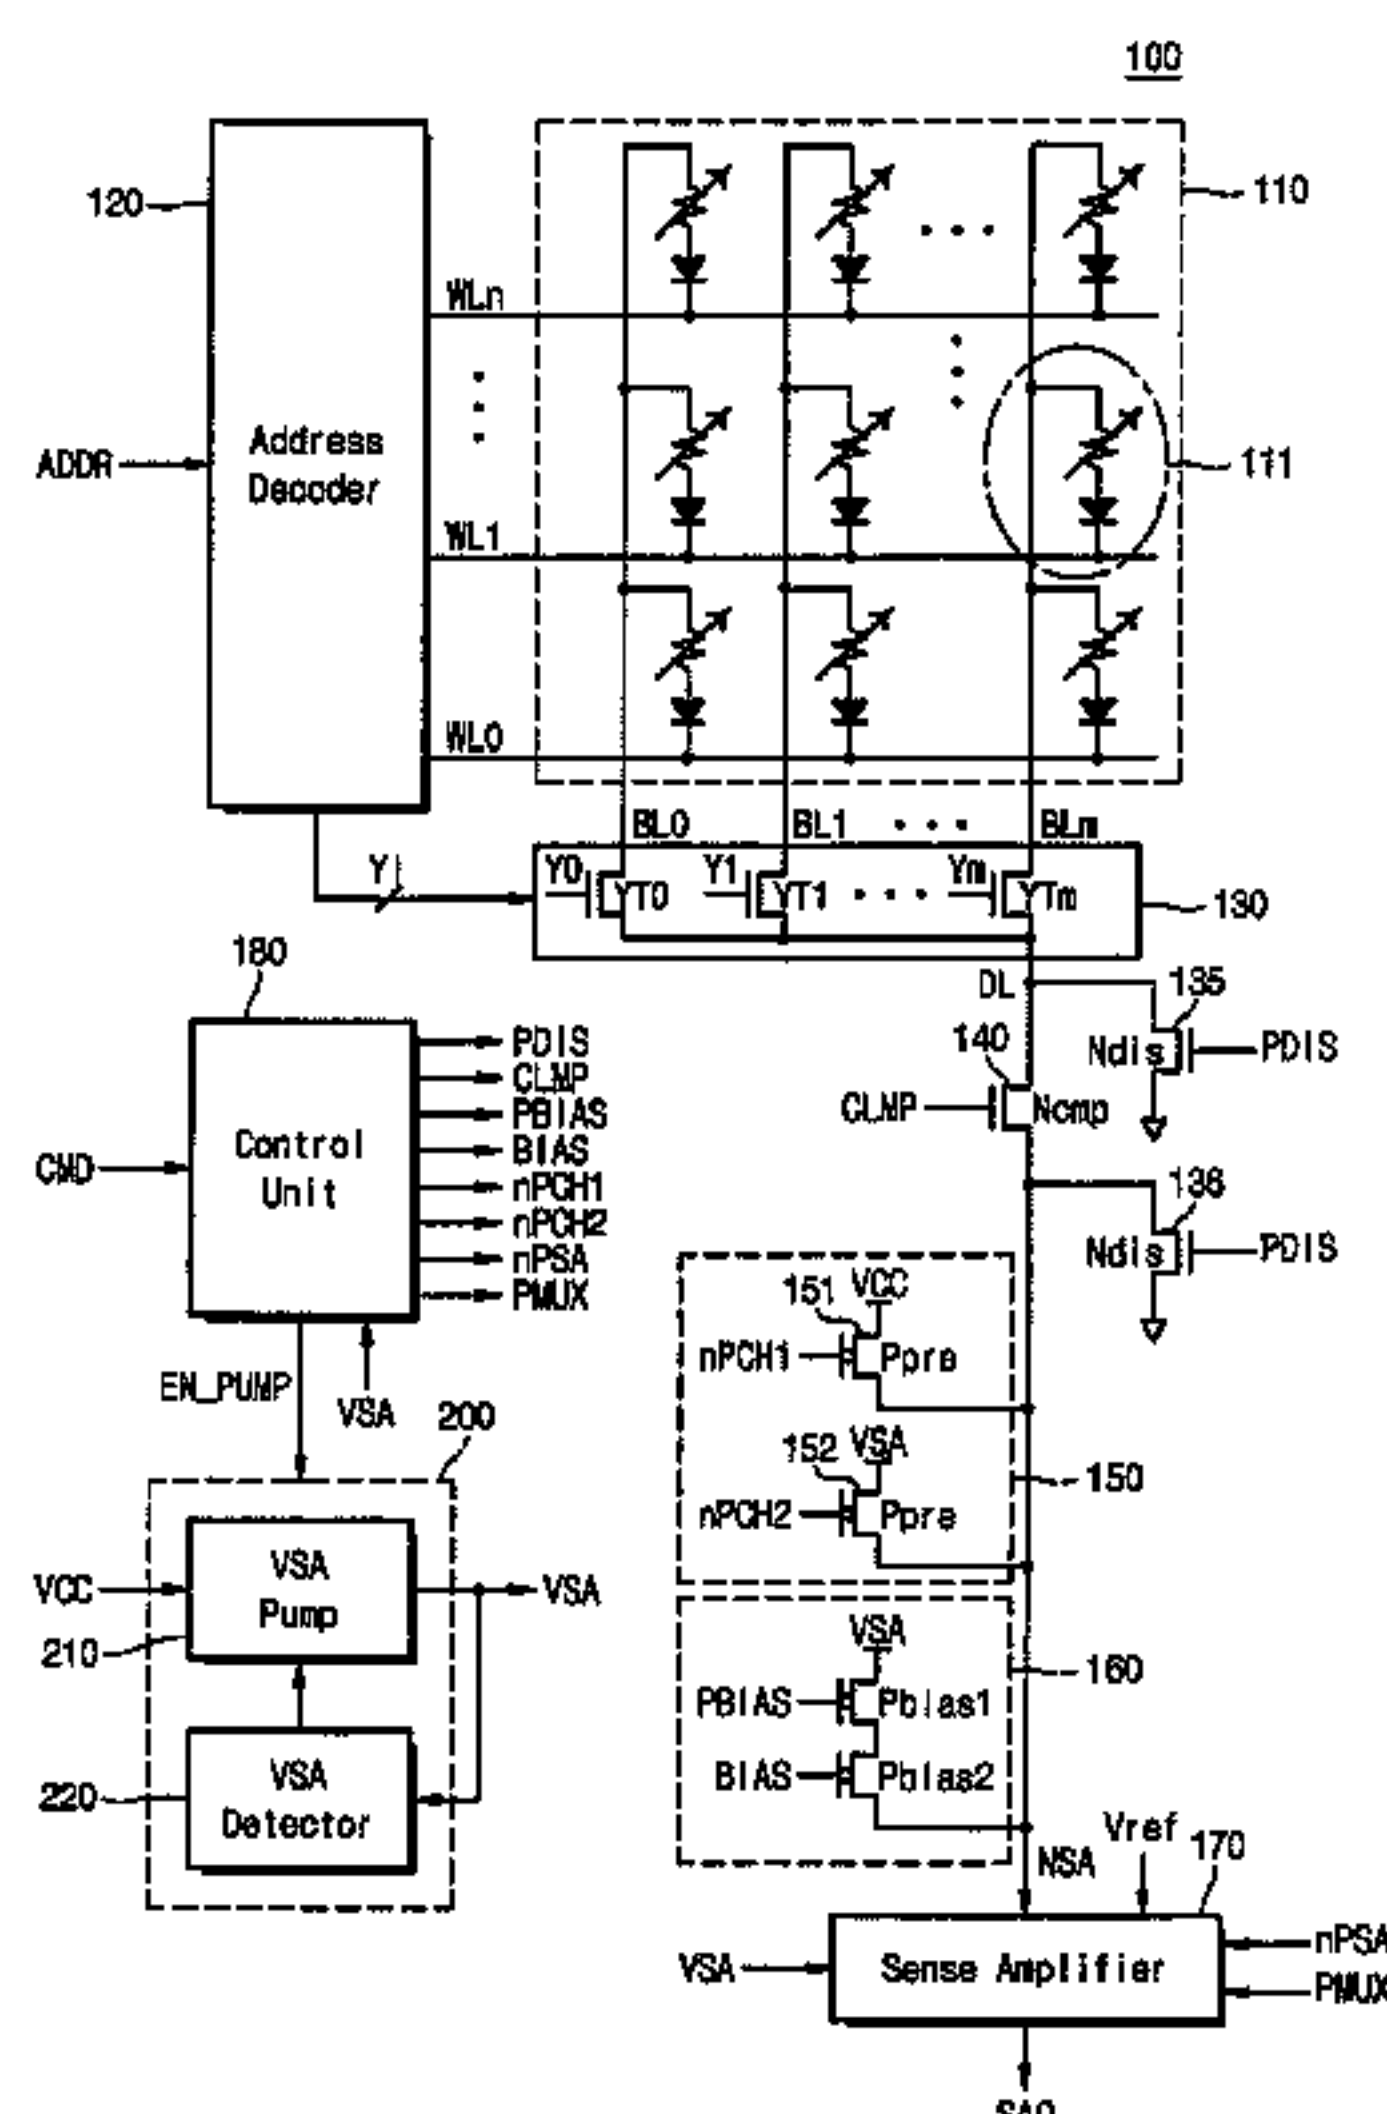 100
120
110
WLn
Address
Decoder
ADDR
111
WL1
WL0
BL0 BL1 BLm
Yi
Y0 YT0 Y1 YT1 Ym YTm
130
180
DL
135
Ndis
PDIS
140
CLMP
Ncmp
Control
Unit
CMD
PDIS
CLMP
PBIAS
BIAS
nPCH1
nPCH2
nPSA
PMUX
136
Ndis
PDIS
151
VCC
nPCH1
Ppre
152
VSA
nPCH2
Ppre
150
EN_PUMP
VSA
200
VCC
VSA
Pump
VSA
210
VSA
Detector
220
VSA
PBIAS
Pbias1
BIAS
Pbias2
160
Vref
170
NSA
VSA
Sense Amplifier
nPSA
PMUX